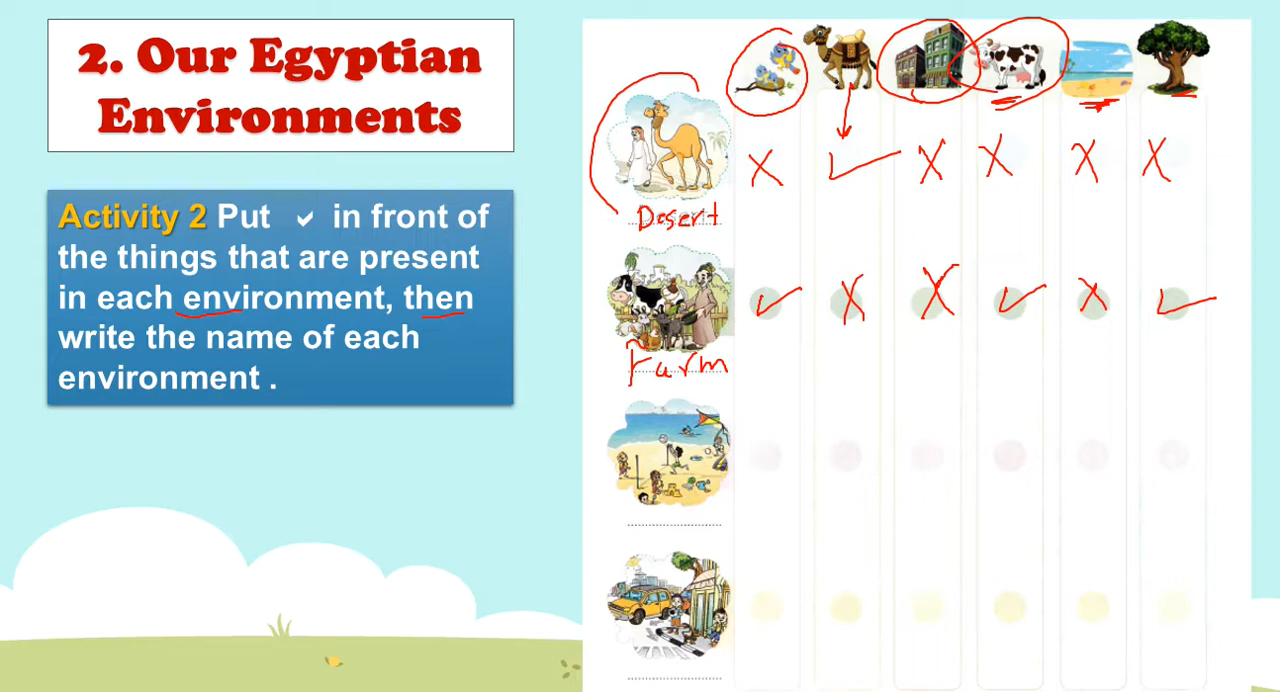 2. Our Egyptian
Environments
Activity 2 Put ✓ in front of
the things that are present
in each environment, then
write the name of each
environment .
X ✓ X X X X
Desert
✓ X X ✓ X ✓
Farm